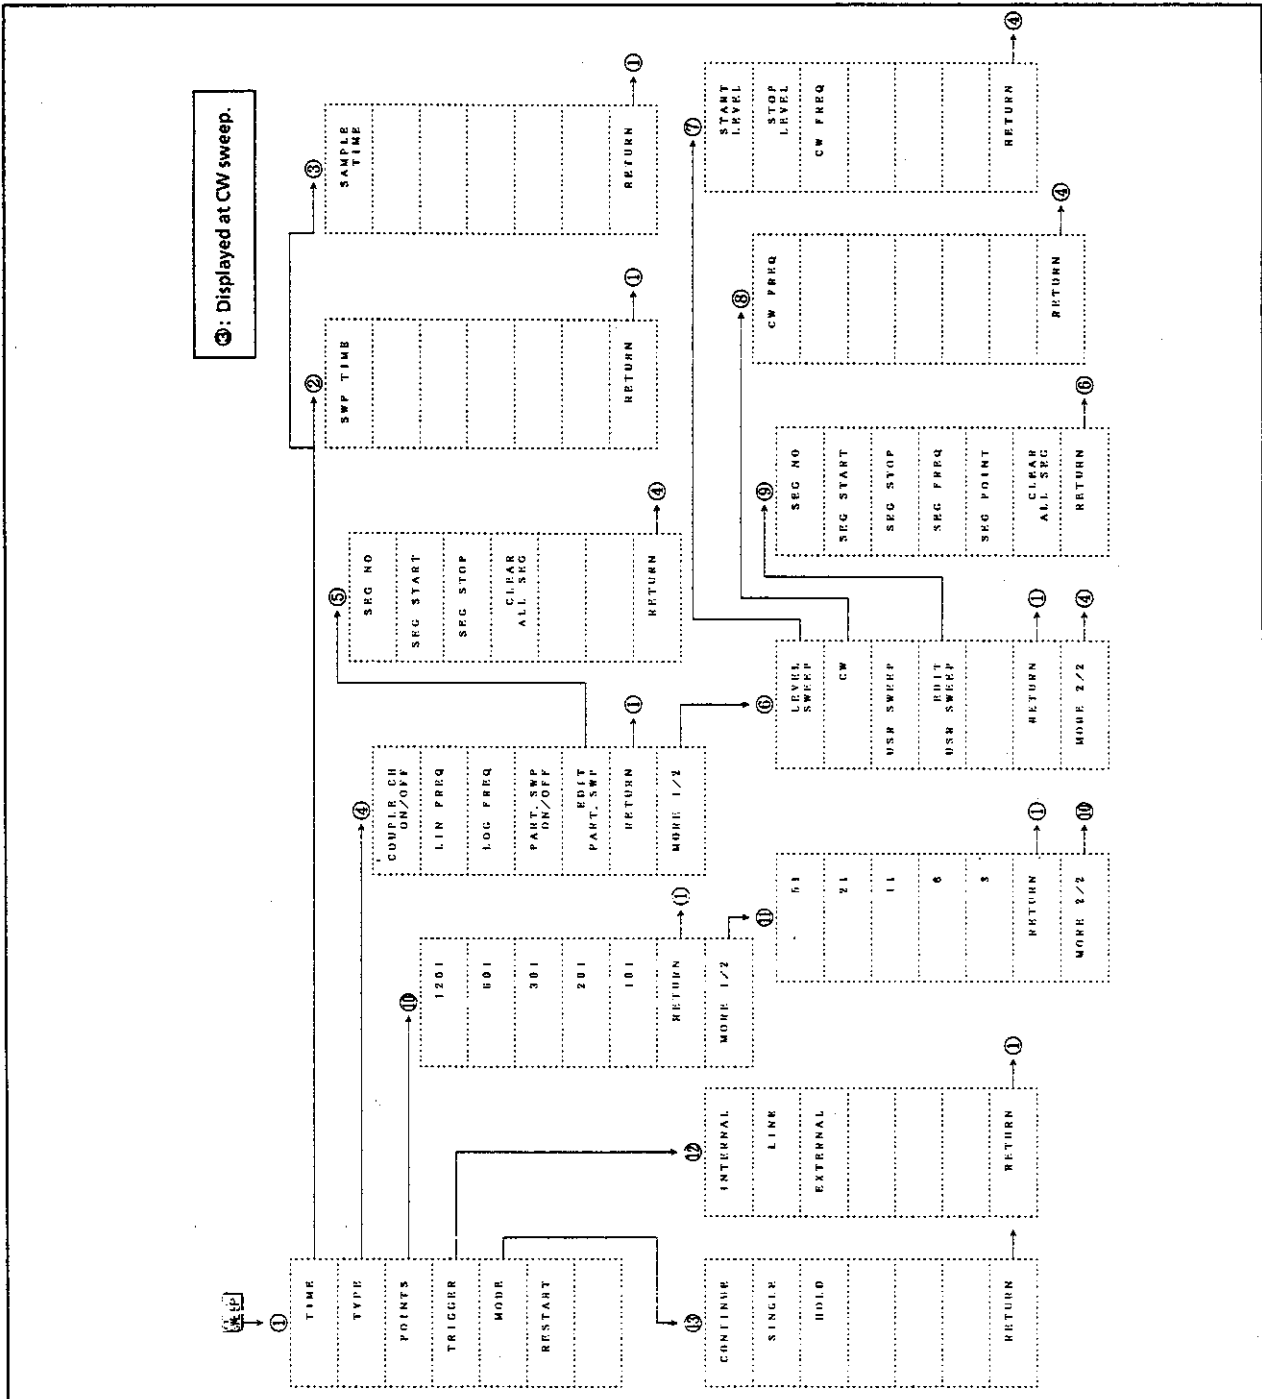 ③: Displayed at CW sweep.
①
TIME
TYPE
POINTS
TRIGGER
MODE
RESTART
②
SWP TIME
RETURN
①
③
SAMPLE
TIME
RETURN
①
④
COUPLE CH
ON/OFF
LIN FREQ
LOG FREQ
PART.SWP
ON/OFF
EDIT
PART.SWP
RETURN
①
MORE 1/2
⑤
SEG NO
SEG START
SEG STOP
CLEAR
ALL SEG
RETURN
④
⑥
LEVEL
SWEEP
CW
USR SWEEP
EDIT
USR SWEEP
RETURN
①
MORE 2/2
④
⑦
START
LEVEL
STOP
LEVEL
CW FREQ
RETURN
④
⑧
CW FREQ
RETURN
④
⑨
SEG NO
SEG START
SEG STOP
SEG FREQ
SEG POINT
CLEAR
ALL SEG
RETURN
⑥
⑩
1201
601
301
201
101
RETURN
①
MORE 1/2
⑪
51
21
11
6
3
RETURN
①
MORE 2/2
⑩
⑫
INTERNAL
LINE
EXTERNAL
RETURN
①
⑬
CONTINUE
SINGLE
HOLD
RETURN